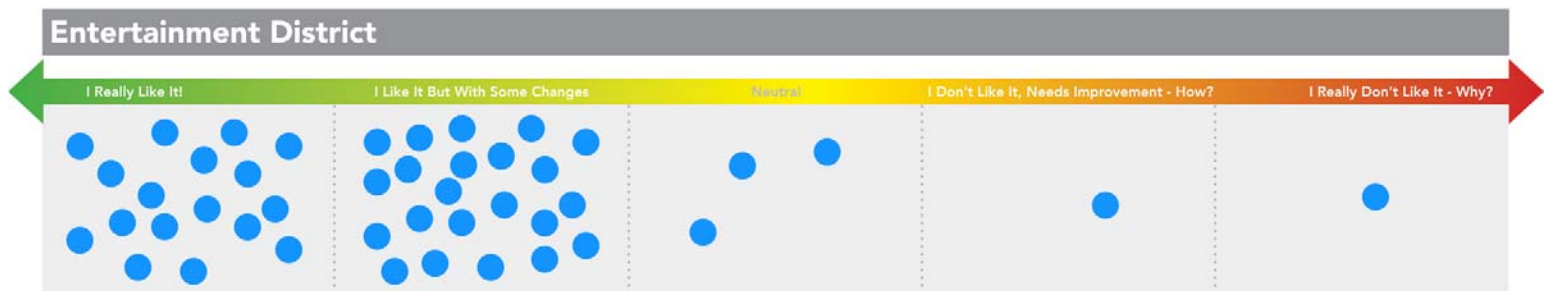 Entertainment District
I Really Like It!
I Like It But With Some Changes
Neutral
I Don't Like It, Needs Improvement - How?
I Really Don't Like It - Why?